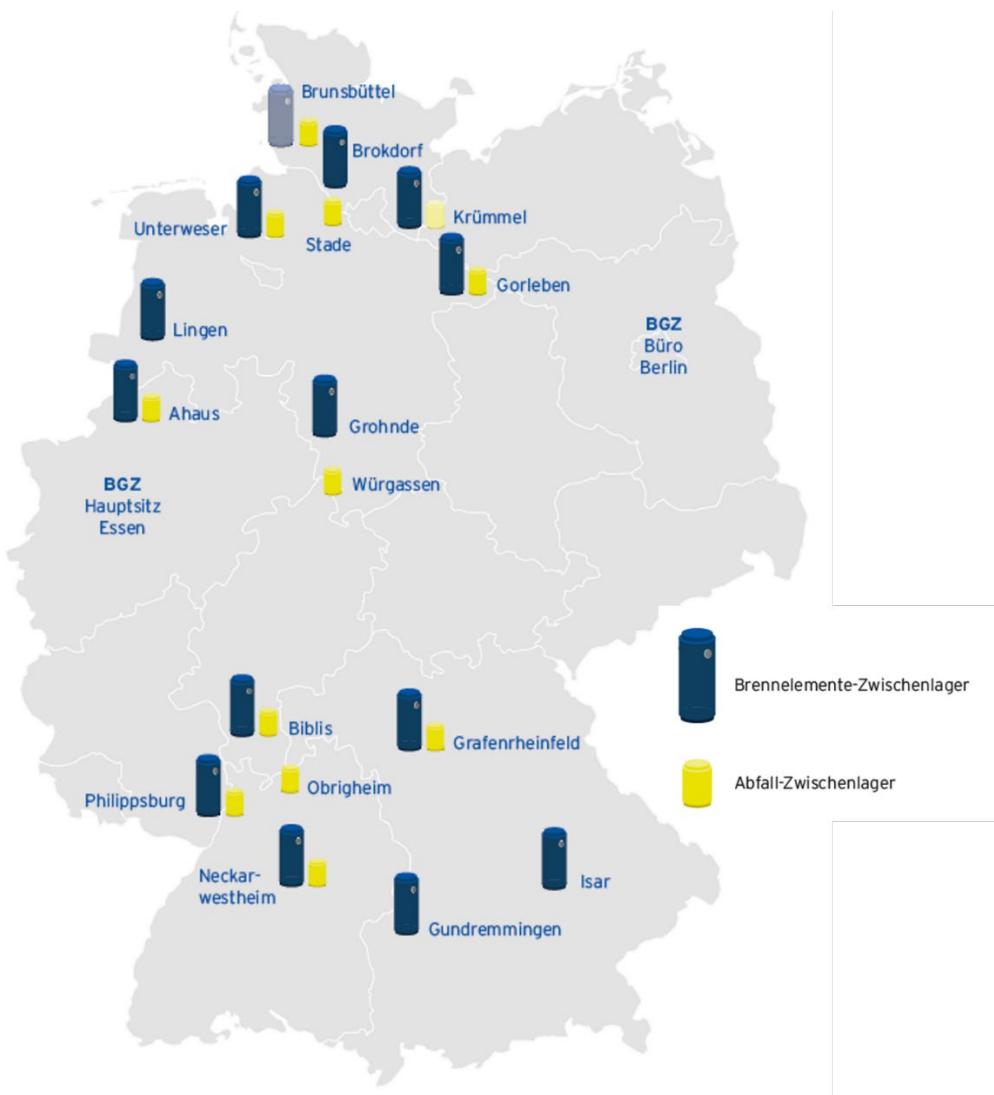 Brunsbüttel
Brokdorf
Krümmel
Unterweser
Stade
Gorleben
Lingen
BGZ
Büro
Berlin
Ahaus
Grohnde
BGZ
Hauptsitz
Essen
Würgassen
Brennelemente-Zwischenlager
Biblis
Grafenrheinfeld
Abfall-Zwischenlager
Obrigheim
Philippsburg
Neckar-
westheim
Isar
Gundremmingen